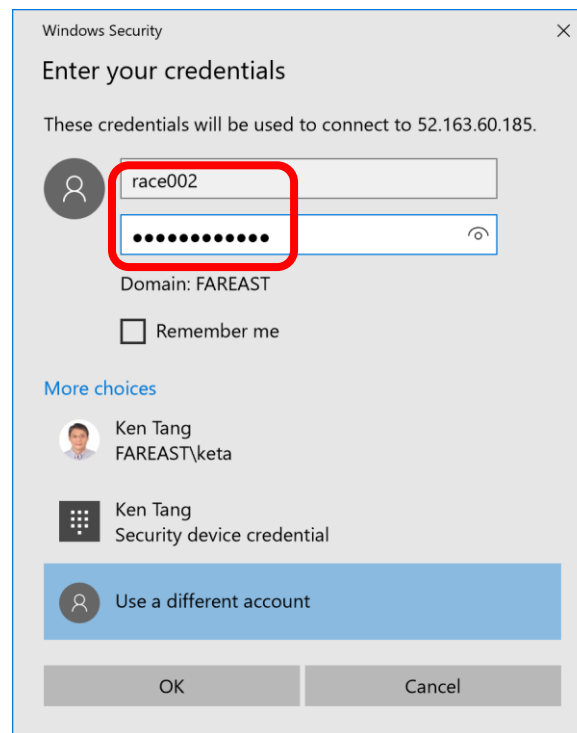 Windows Security
Enter your credentials
These credentials will be used to connect to 52.163.60.185.
race002
●●●●●●●●●●●●
Domain: FAREAST
Remember me
More choices
Ken Tang
FAREAST\keta
Ken Tang
Security device credential
Use a different account
OK
Cancel